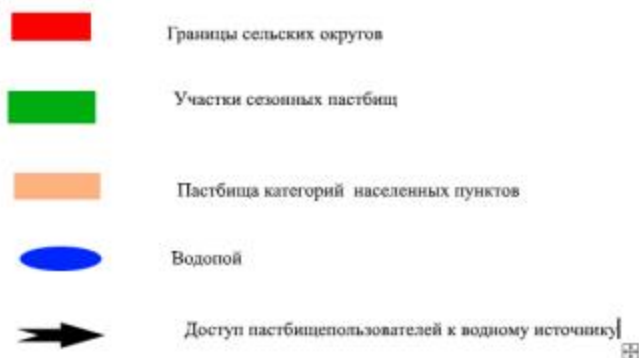 Границы сельских округов
Участки сезонных пастбищ
Пастбища категорий населенных пунктов
Водопой
Доступ пастбищепользователей к водному источнику